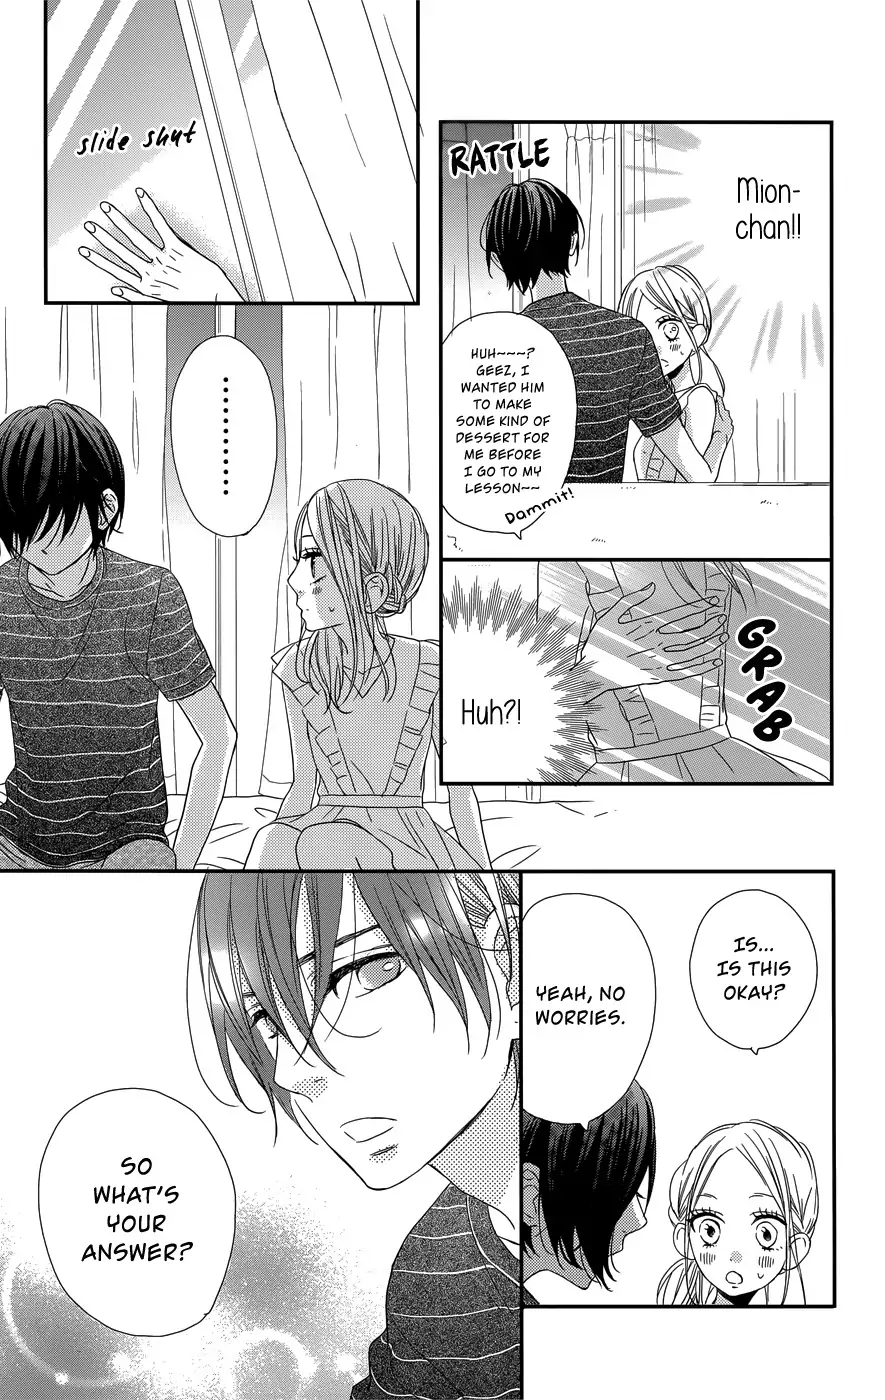 RATTLE
Mion-
chan!!
HUH~~~?
GEEZ, I
WANTED HIM
TO MAKE
SOME KIND OF
DESSERT FOR
ME BEFORE
I GO TO MY
LESSON~~
Dammit!
GRAB
Huh?!
slide shut
.........
IS...
IS THIS
OKAY?
YEAH, NO
WORRIES.
SO
WHAT'S
YOUR
ANSWER?